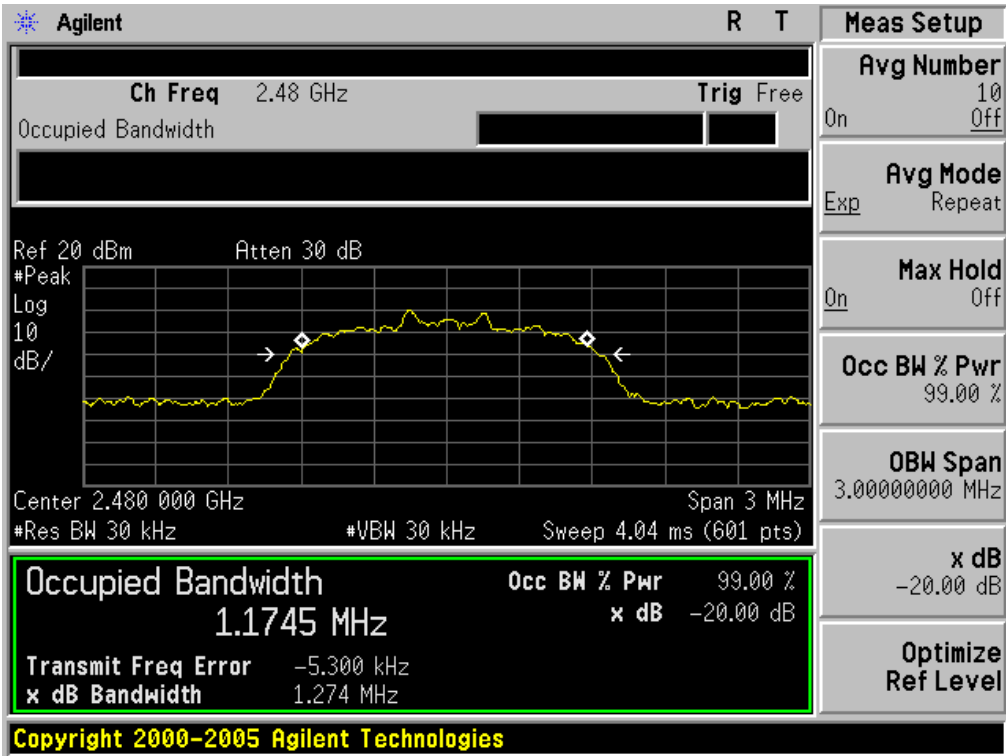 Agilent R T
Ch Freq 2.48 GHz Trig Free
Occupied Bandwidth
Ref 20 dBm Atten 30 dB
#Peak
Log
10
dB/
Center 2.480 000 GHz Span 3 MHz
#Res BW 30 kHz #VBW 30 kHz Sweep 4.04 ms (601 pts)
Occupied Bandwidth
1.1745 MHz
Occ BW % Pwr 99.00 %
x dB -20.00 dB
Transmit Freq Error -5.300 kHz
x dB Bandwidth 1.274 MHz
Copyright 2000-2005 Agilent Technologies
Meas Setup
Avg Number
10
On Off
Avg Mode
Exp Repeat
Max Hold
On Off
Occ BW % Pwr
99.00 %
OBW Span
3.00000000 MHz
x dB
-20.00 dB
Optimize
Ref Level